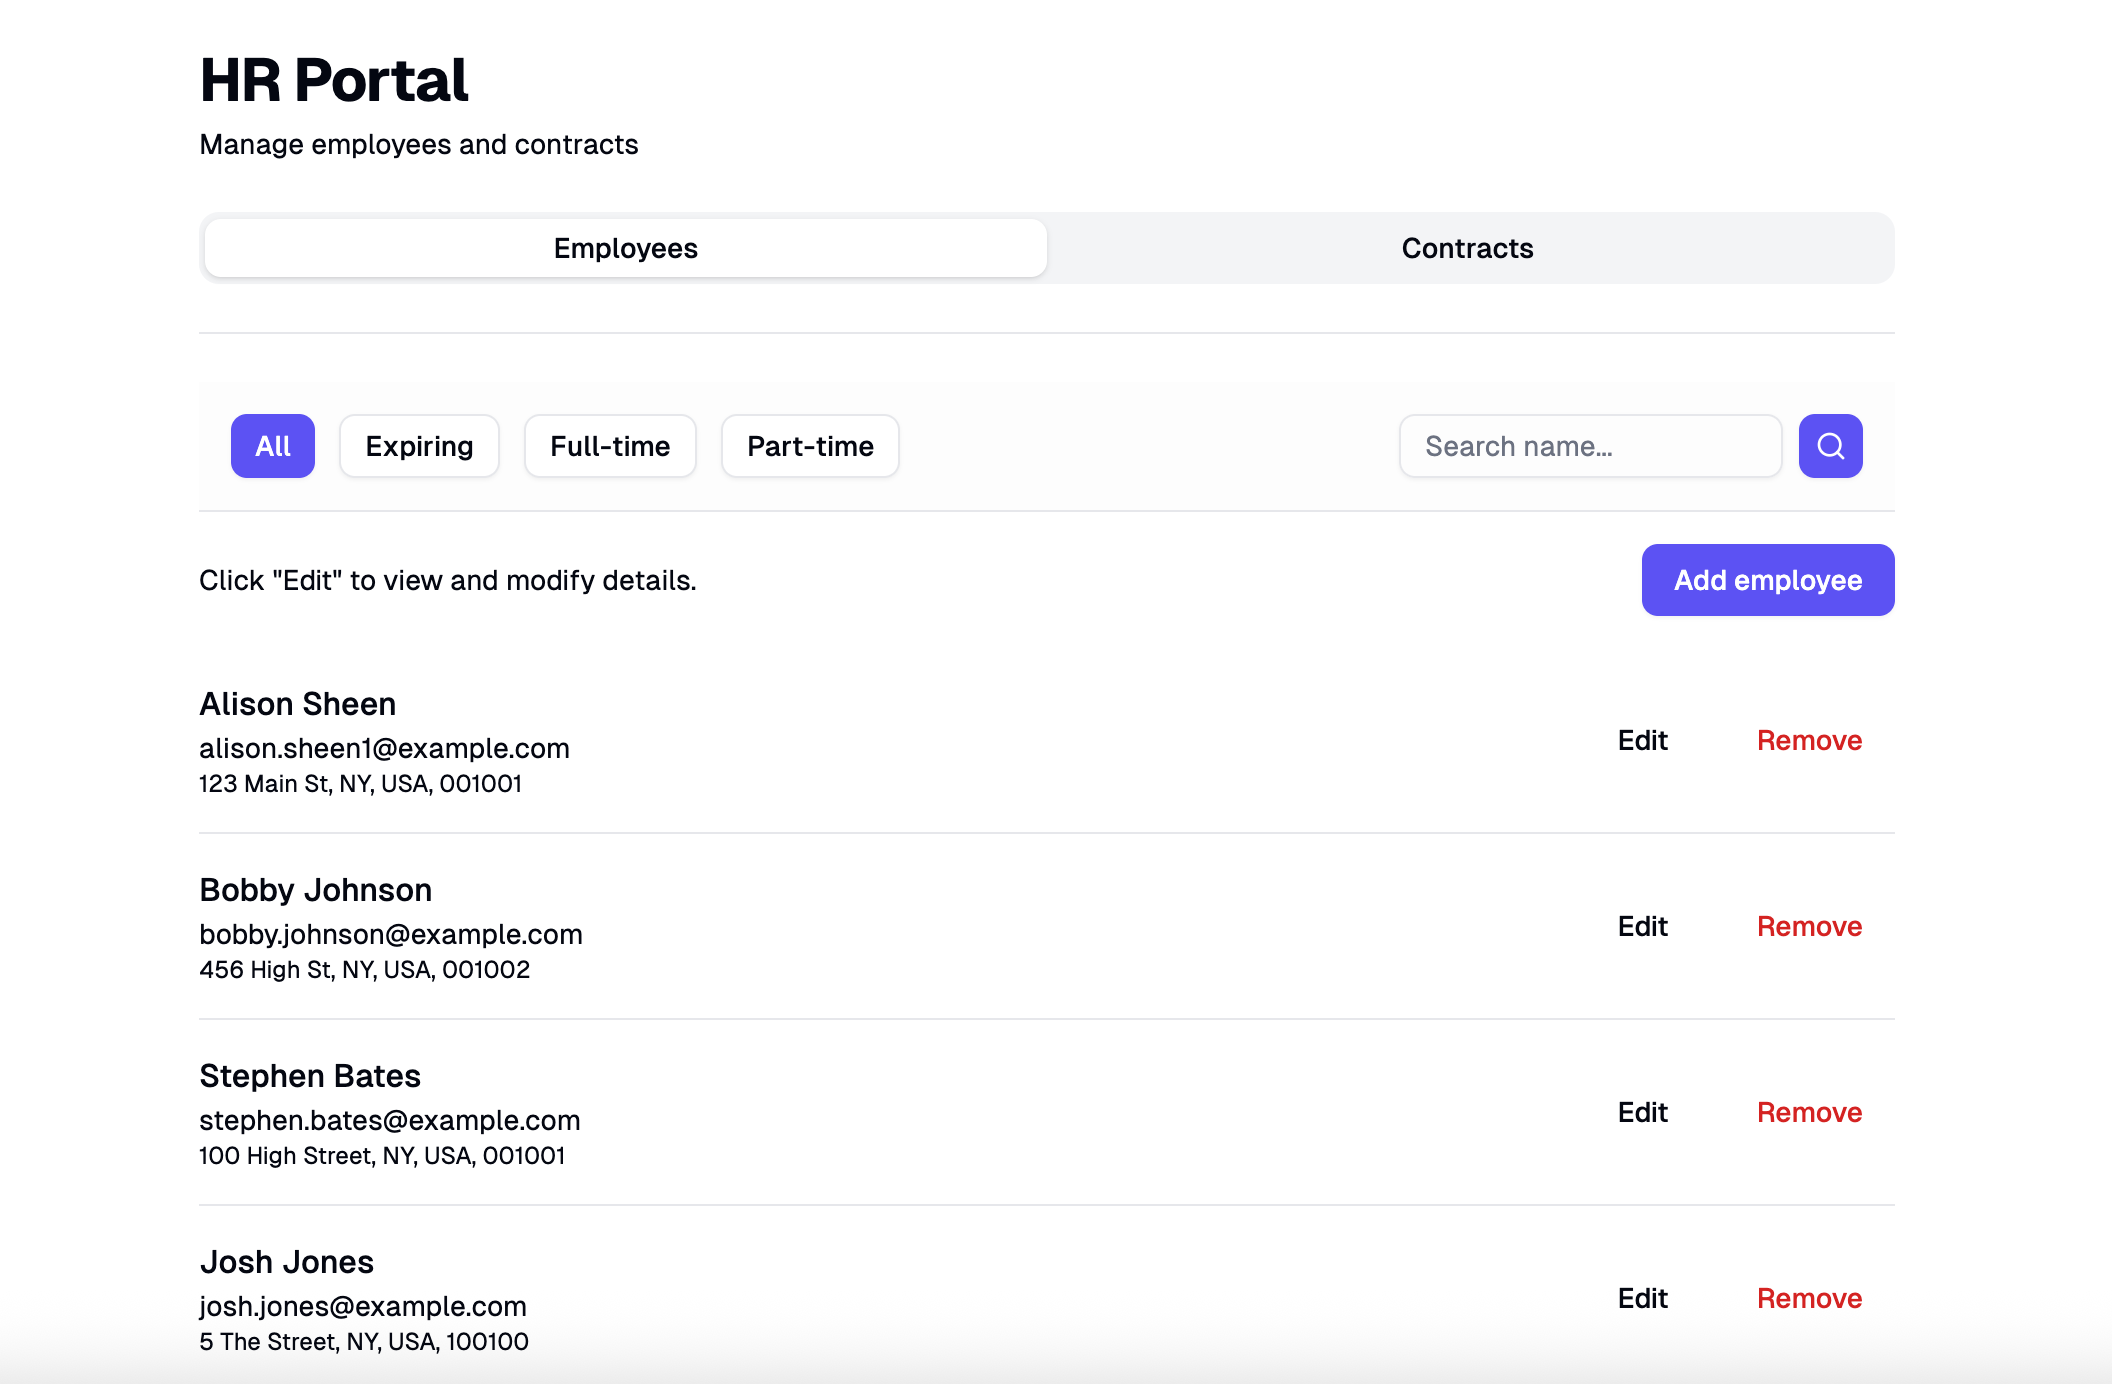 HR Portal
Manage employees and contracts
Employees Contracts
All Expiring Full-time Part-time Search name...
Click "Edit" to view and modify details. Add employee
Alison Sheen
alison.sheen1@example.com
123 Main St, NY, USA, 001001
Edit Remove
Bobby Johnson
bobby.johnson@example.com
456 High St, NY, USA, 001002
Edit Remove
Stephen Bates
stephen.bates@example.com
100 High Street, NY, USA, 001001
Edit Remove
Josh Jones
josh.jones@example.com
5 The Street, NY, USA, 100100
Edit Remove